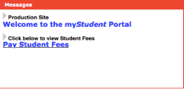 Messages
Production Site
Welcome to the myStudent Portal
Click below to view Student Fees
Pay Student Fees